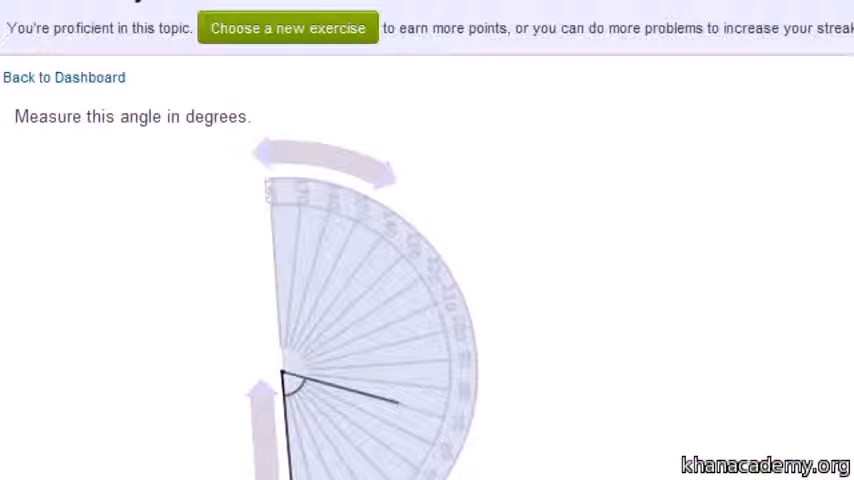 You're proficient in this topic. Choose a new exercise to earn more points, or you can do more problems to increase your streak
Back to Dashboard
Measure this angle in degrees.
khanacademy.org